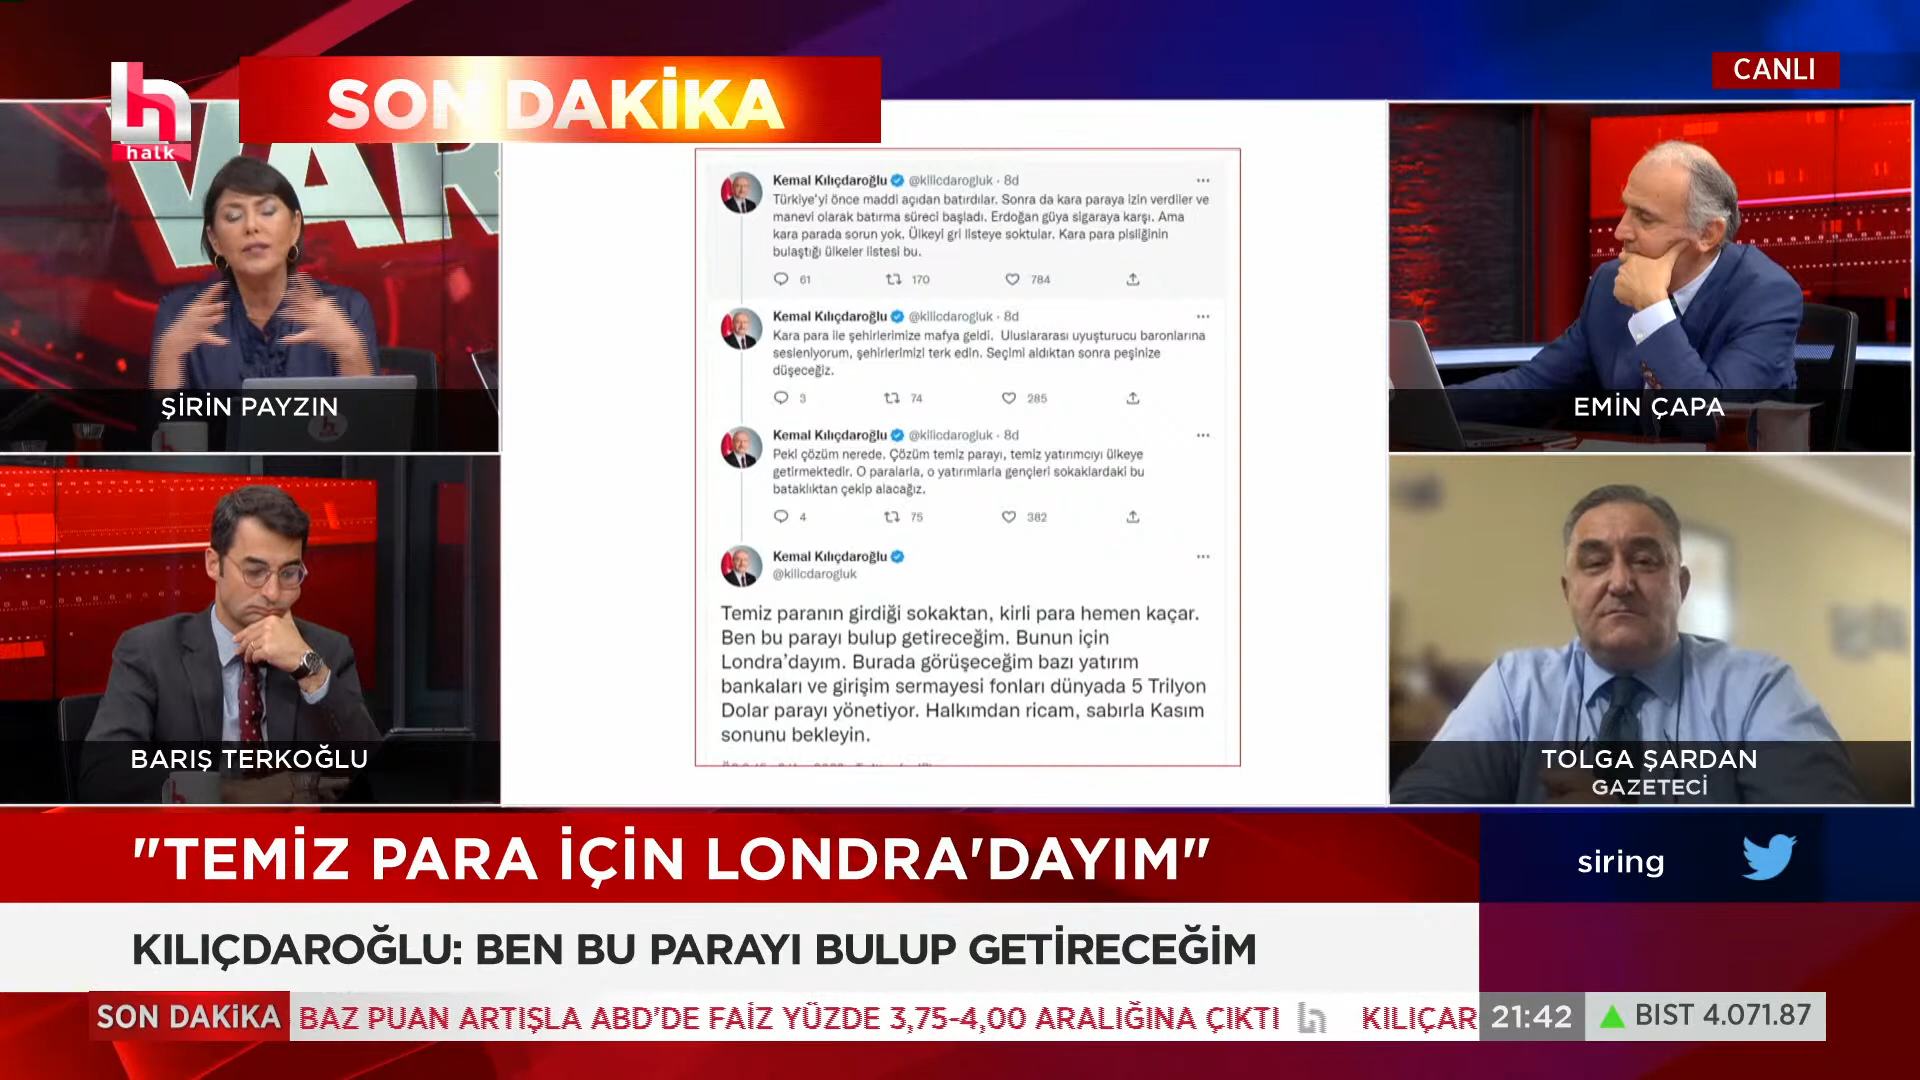 SON DAKİKA
CANLI
halk
VAR
ŞİRİN PAYZIN
EMİN ÇAPA
BARIŞ TERKOĞLU
TOLGA ŞARDAN
GAZETECİ
Kemal Kılıçdaroğlu @kilicdarogluk · 8d
Türkiye'yi önce maddi açıdan batırdılar. Sonra da kara paraya izin verdiler ve
manevi olarak batırma süreci başladı. Erdoğan güya sigaraya karşı. Ama
kara parada sorun yok. Ülkeyi gri listeye soktular. Kara para pisliğinin
bulaştığı ülkeler listesi bu.
61 170 784
Kemal Kılıçdaroğlu @kilicdarogluk · 8d
Kara para ile şehirlerimize mafya geldi. Uluslararası uyuşturucu baronlarına
sesleniyorum, şehirlerimizi terk edin. Seçimi aldıktan sonra peşinize
düşeceğiz.
3 74 285
Kemal Kılıçdaroğlu @kilicdarogluk · 8d
Peki çözüm nerede. Çözüm temiz parayı, temiz yatırımcıyı ülkeye
getirmektedir. O paralarla, o yatırımlarla gençleri sokaklardaki bu
bataklıktan çekip alacağız.
4 75 382
Kemal Kılıçdaroğlu
@kilicdarogluk
Temiz paranın girdiği sokaktan, kirli para hemen kaçar.
Ben bu parayı bulup getireceğim. Bunun için
Londra'dayım. Burada görüşeceğim bazı yatırım
bankaları ve girişim sermayesi fonları dünyada 5 Trilyon
Dolar parayı yönetiyor. Halkımdan ricam, sabırla Kasım
sonunu bekleyin.
"TEMİZ PARA İÇİN LONDRA'DAYIM"
siring
KILIÇDAROĞLU: BEN BU PARAYI BULUP GETİRECEĞİM
SON DAKİKA BAZ PUAN ARTIŞLA ABD'DE FAİZ YÜZDE 3,75-4,00 ARALIĞINA ÇIKTI KILIÇAR 21:42 BIST 4.071.87